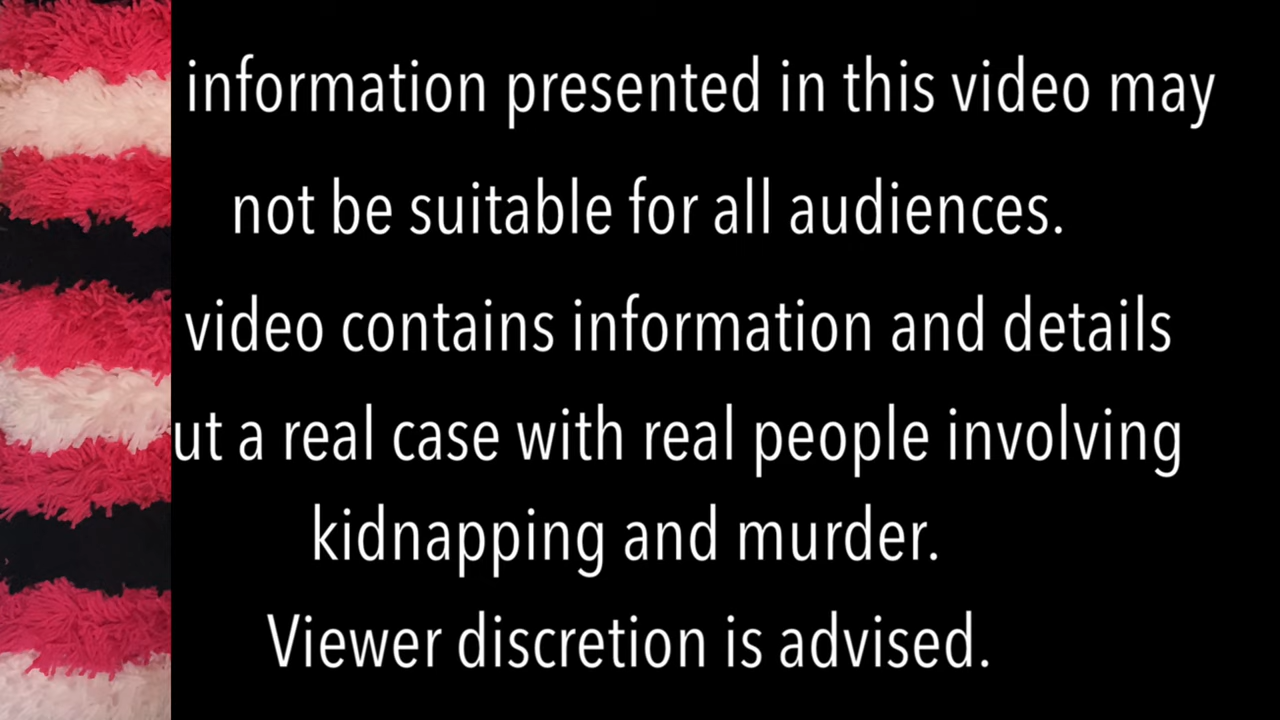 information presented in this video may
not be suitable for all audiences.
video contains information and details
ut a real case with real people involving
kidnapping and murder.
Viewer discretion is advised.